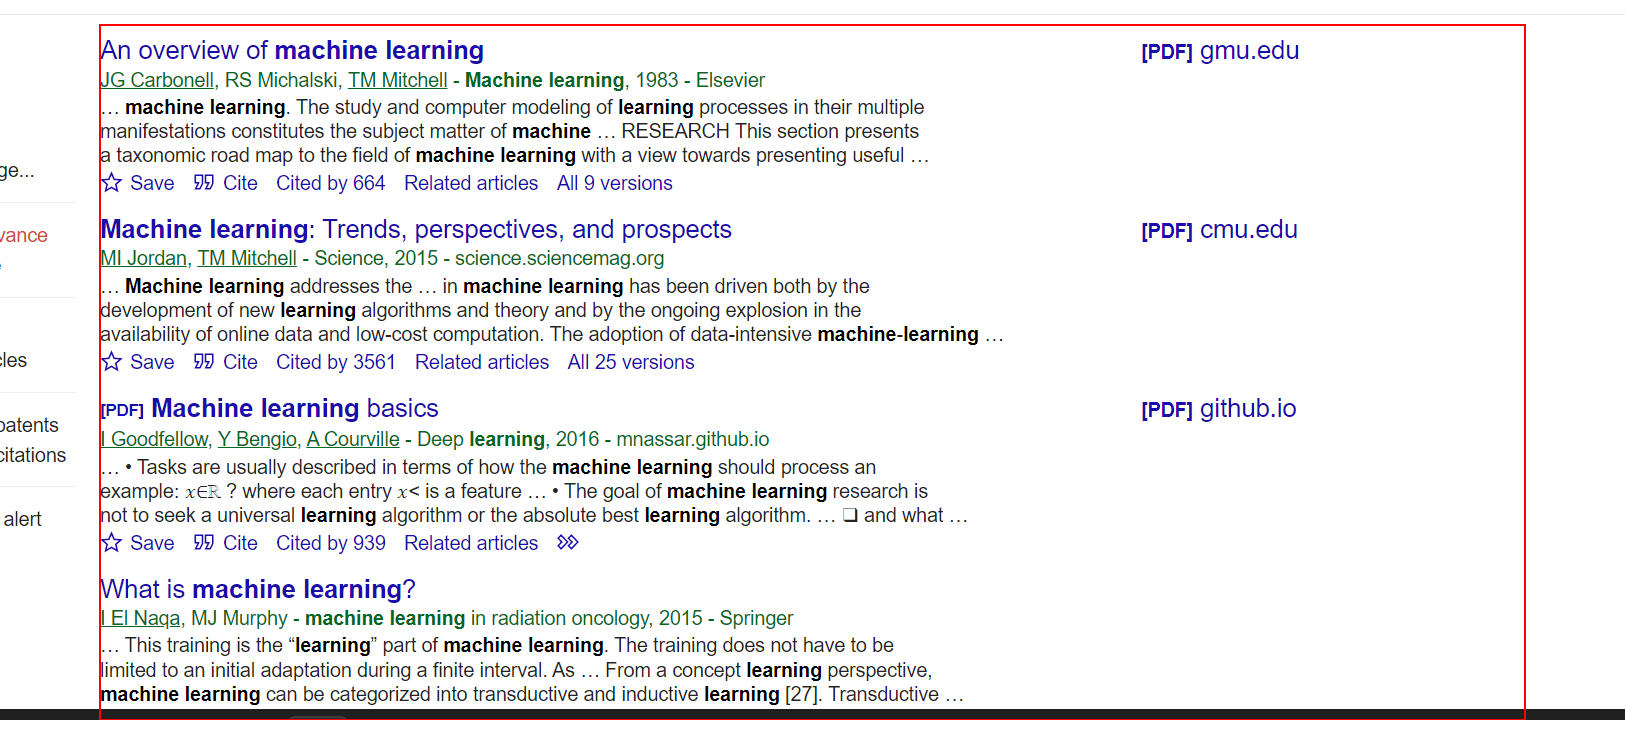 An overview of machine learning [PDF] gmu.edu
JG Carbonell, RS Michalski, TM Mitchell - Machine learning, 1983 - Elsevier
… machine learning. The study and computer modeling of learning processes in their multiple
manifestations constitutes the subject matter of machine … RESEARCH This section presents
a taxonomic road map to the field of machine learning with a view towards presenting useful …
Save Cite Cited by 664 Related articles All 9 versions
ge...
Machine learning: Trends, perspectives, and prospects [PDF] cmu.edu
vance
MI Jordan, TM Mitchell - Science, 2015 - science.sciencemag.org
… Machine learning addresses the … in machine learning has been driven both by the
development of new learning algorithms and theory and by the ongoing explosion in the
availability of online data and low-cost computation. The adoption of data-intensive machine-learning …
cles
Save Cite Cited by 3561 Related articles All 25 versions
[PDF] Machine learning basics [PDF] github.io
patents
I Goodfellow, Y Bengio, A Courville - Deep learning, 2016 - mnassar.github.io
citations
… • Tasks are usually described in terms of how the machine learning should process an
example: x∈ℝ ? where each entry x< is a feature … • The goal of machine learning research is
not to seek a universal learning algorithm or the absolute best learning algorithm. … ❑ and what …
alert
Save Cite Cited by 939 Related articles
What is machine learning?
I El Naqa, MJ Murphy - machine learning in radiation oncology, 2015 - Springer
… This training is the “learning” part of machine learning. The training does not have to be
limited to an initial adaptation during a finite interval. As … From a concept learning perspective,
machine learning can be categorized into transductive and inductive learning [27]. Transductive …